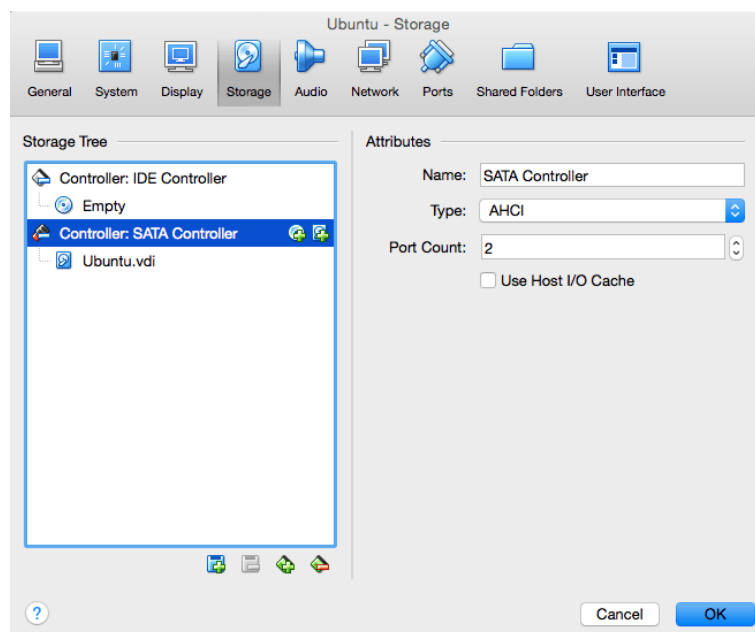 Ubuntu - Storage
General System Display Storage Audio Network Ports Shared Folders User Interface
Storage Tree
Controller: IDE Controller
Empty
Controller: SATA Controller
Ubuntu.vdi
Attributes
Name: SATA Controller
Type: AHCI
Port Count: 2
Use Host I/O Cache
?
Cancel OK